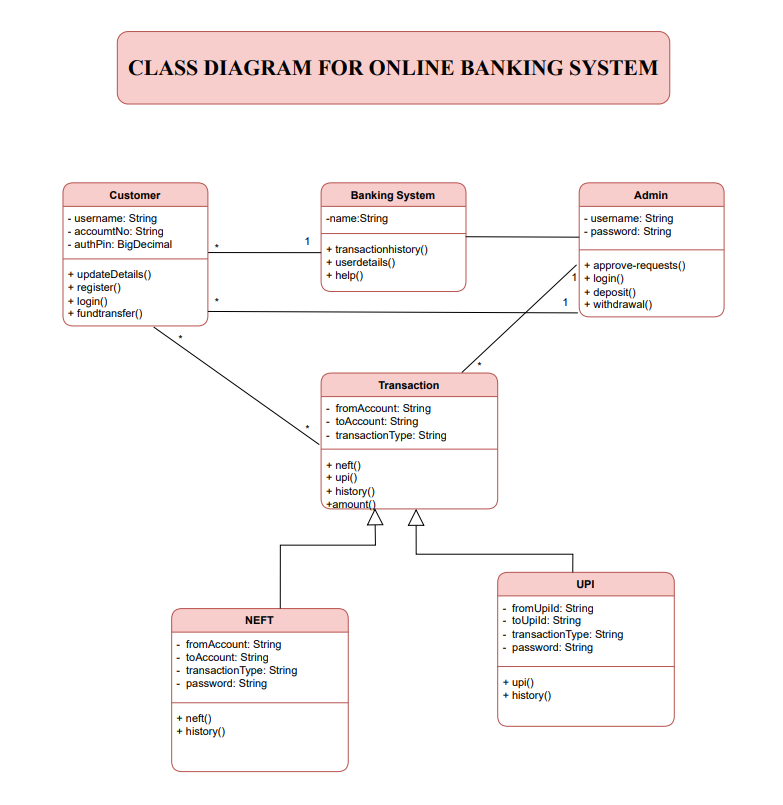 CLASS DIAGRAM FOR ONLINE BANKING SYSTEM
Customer
- username: String
- accoumtNo: String
- authPin: BigDecimal
+ updateDetails()
+ register()
+ login()
+ fundtransfer()
*
1
Banking System
-name:String
+ transactionhistory()
+ userdetails()
+ help()
Admin
- username: String
- password: String
+ approve-requests()
+ login()
+ deposit()
+ withdrawal()
*
1
1
*
*
*
Transaction
- fromAccount: String
- toAccount: String
- transactionType: String
+ neft()
+ upi()
+ history()
+amount()
NEFT
- fromAccount: String
- toAccount: String
- transactionType: String
- password: String
+ neft()
+ history()
UPI
- fromUpiId: String
- toUpiId: String
- transactionType: String
- password: String
+ upi()
+ history()